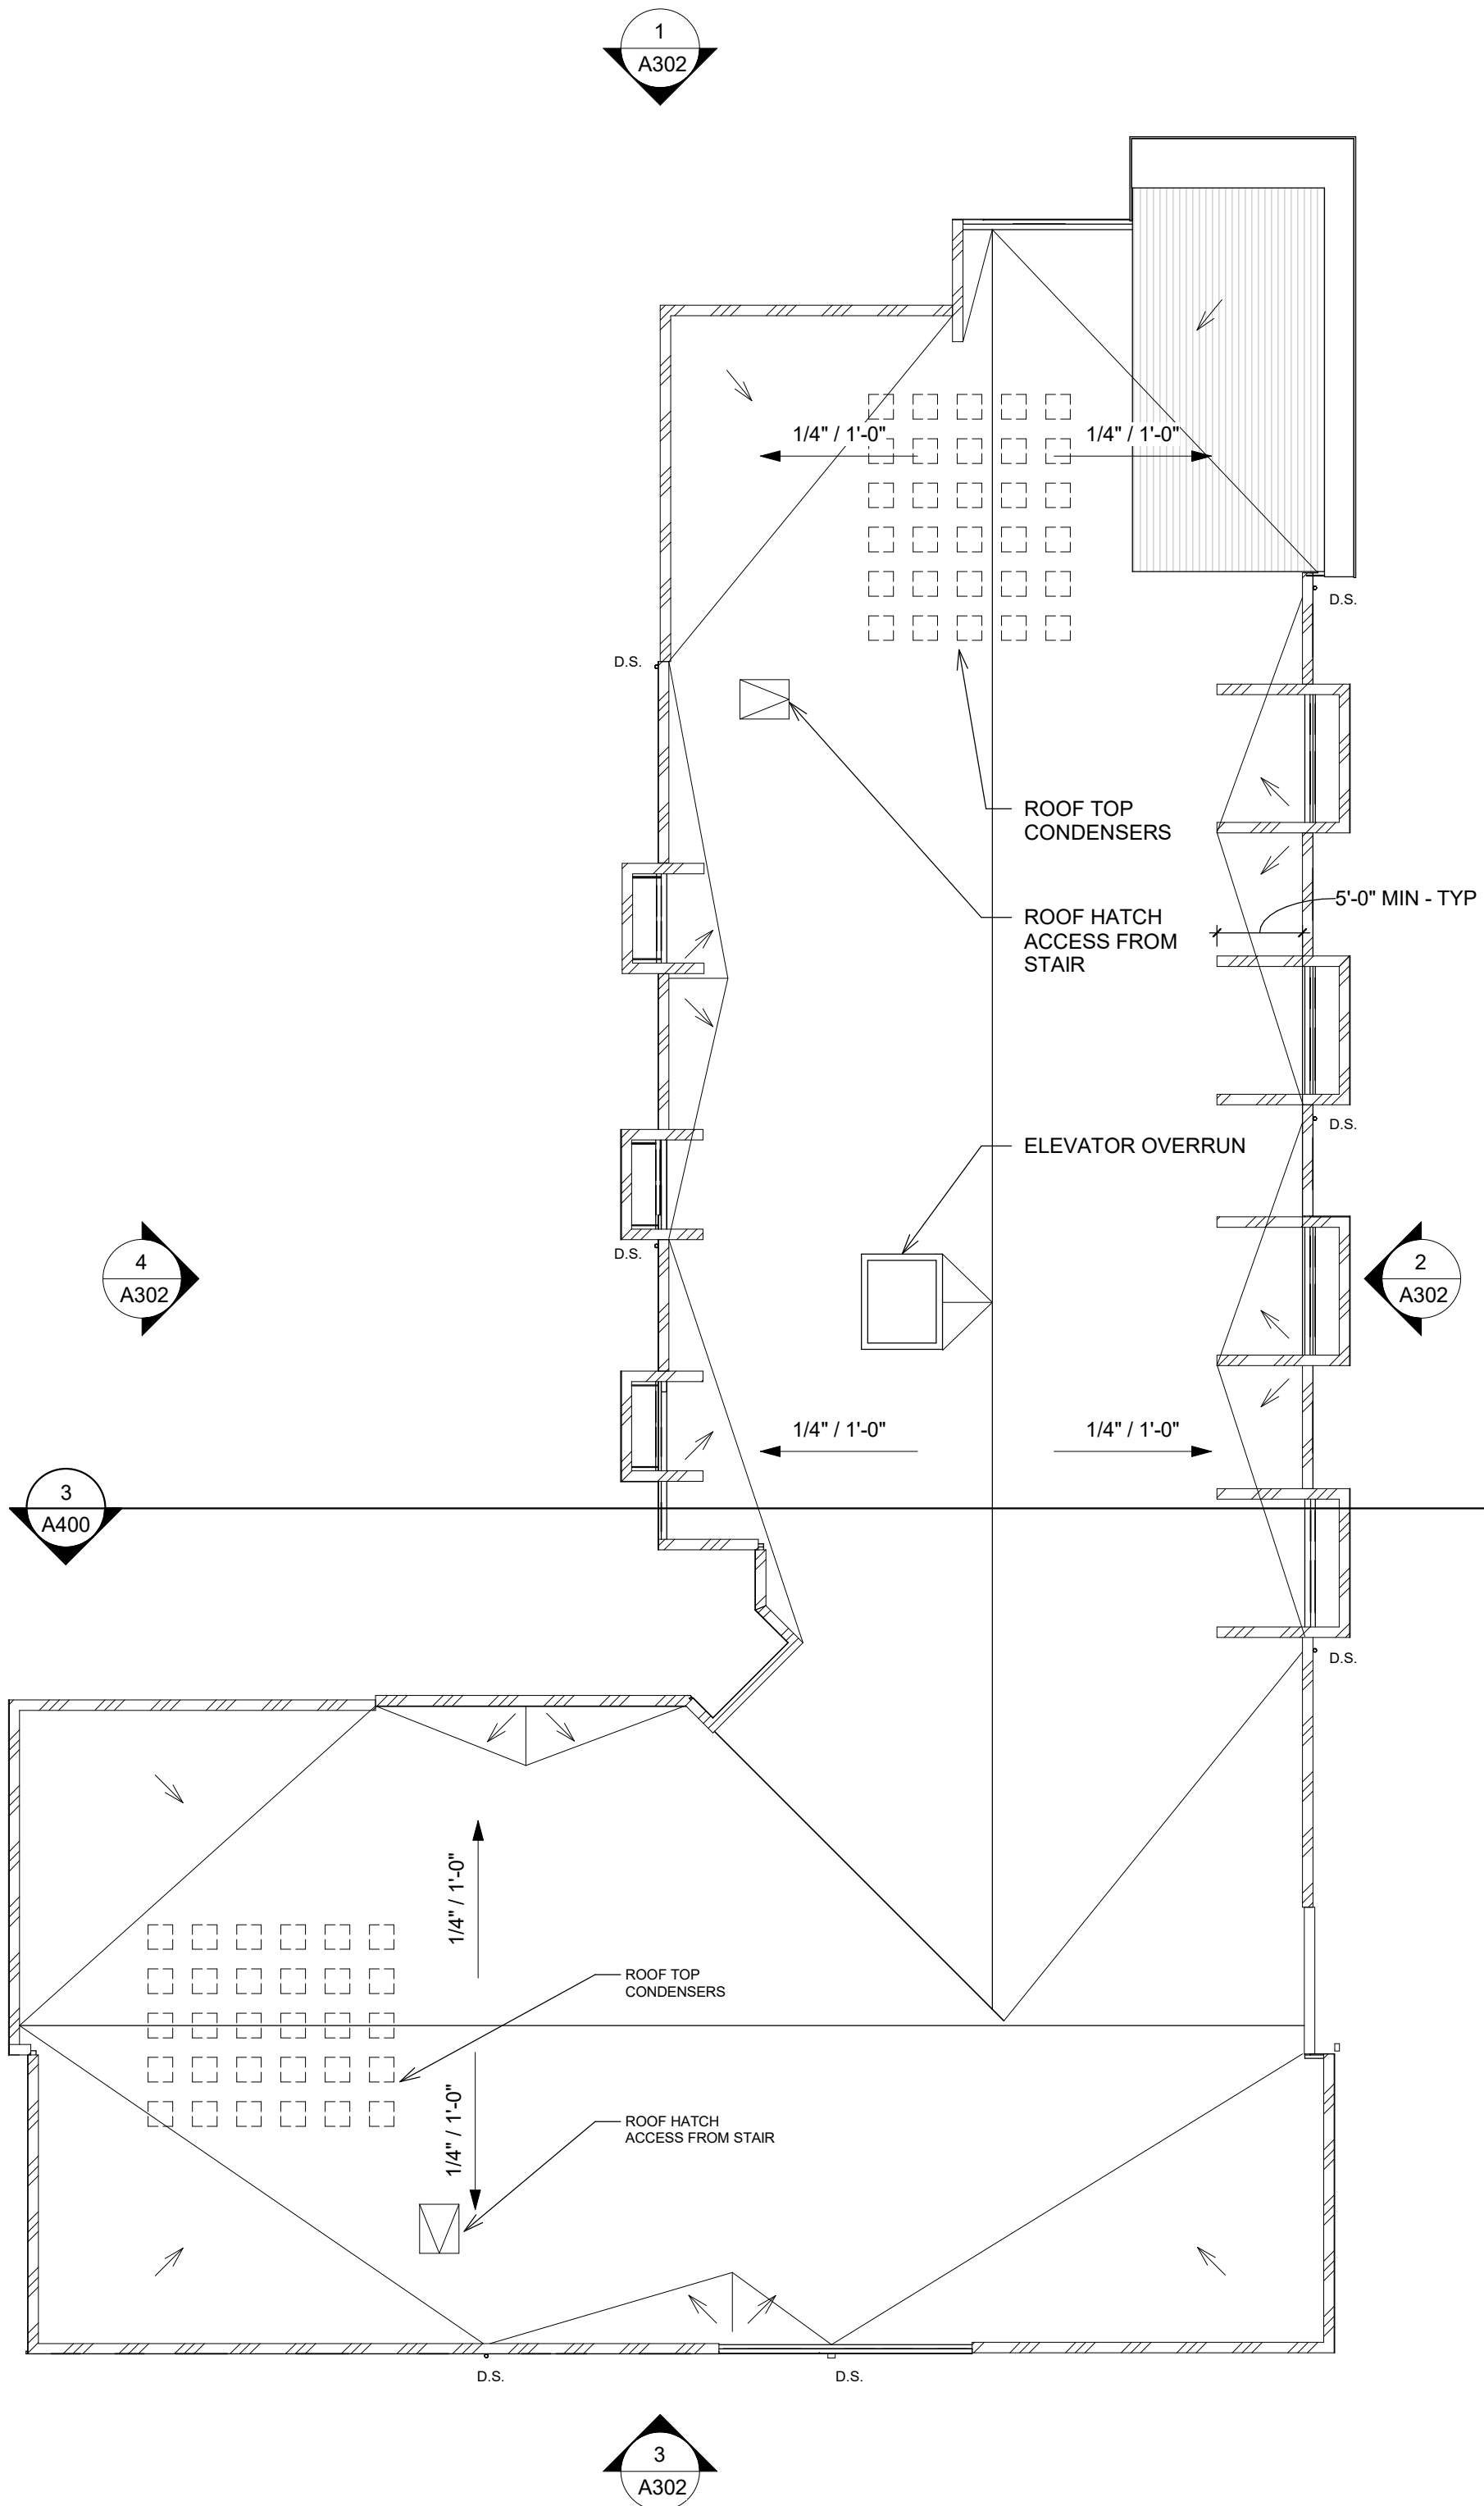 1
A302
1/4" / 1'-0"
1/4" / 1'-0"
D.S.
D.S.
ROOF TOP
CONDENSERS
5'-0" MIN - TYP
ROOF HATCH
ACCESS FROM
STAIR
D.S.
ELEVATOR OVERRUN
D.S.
4
A302
2
A302
1/4" / 1'-0"
1/4" / 1'-0"
3
A400
D.S.
1/4" / 1'-0"
ROOF TOP
CONDENSERS
1/4" / 1'-0"
ROOF HATCH
ACCESS FROM STAIR
D.S.
D.S.
3
A302